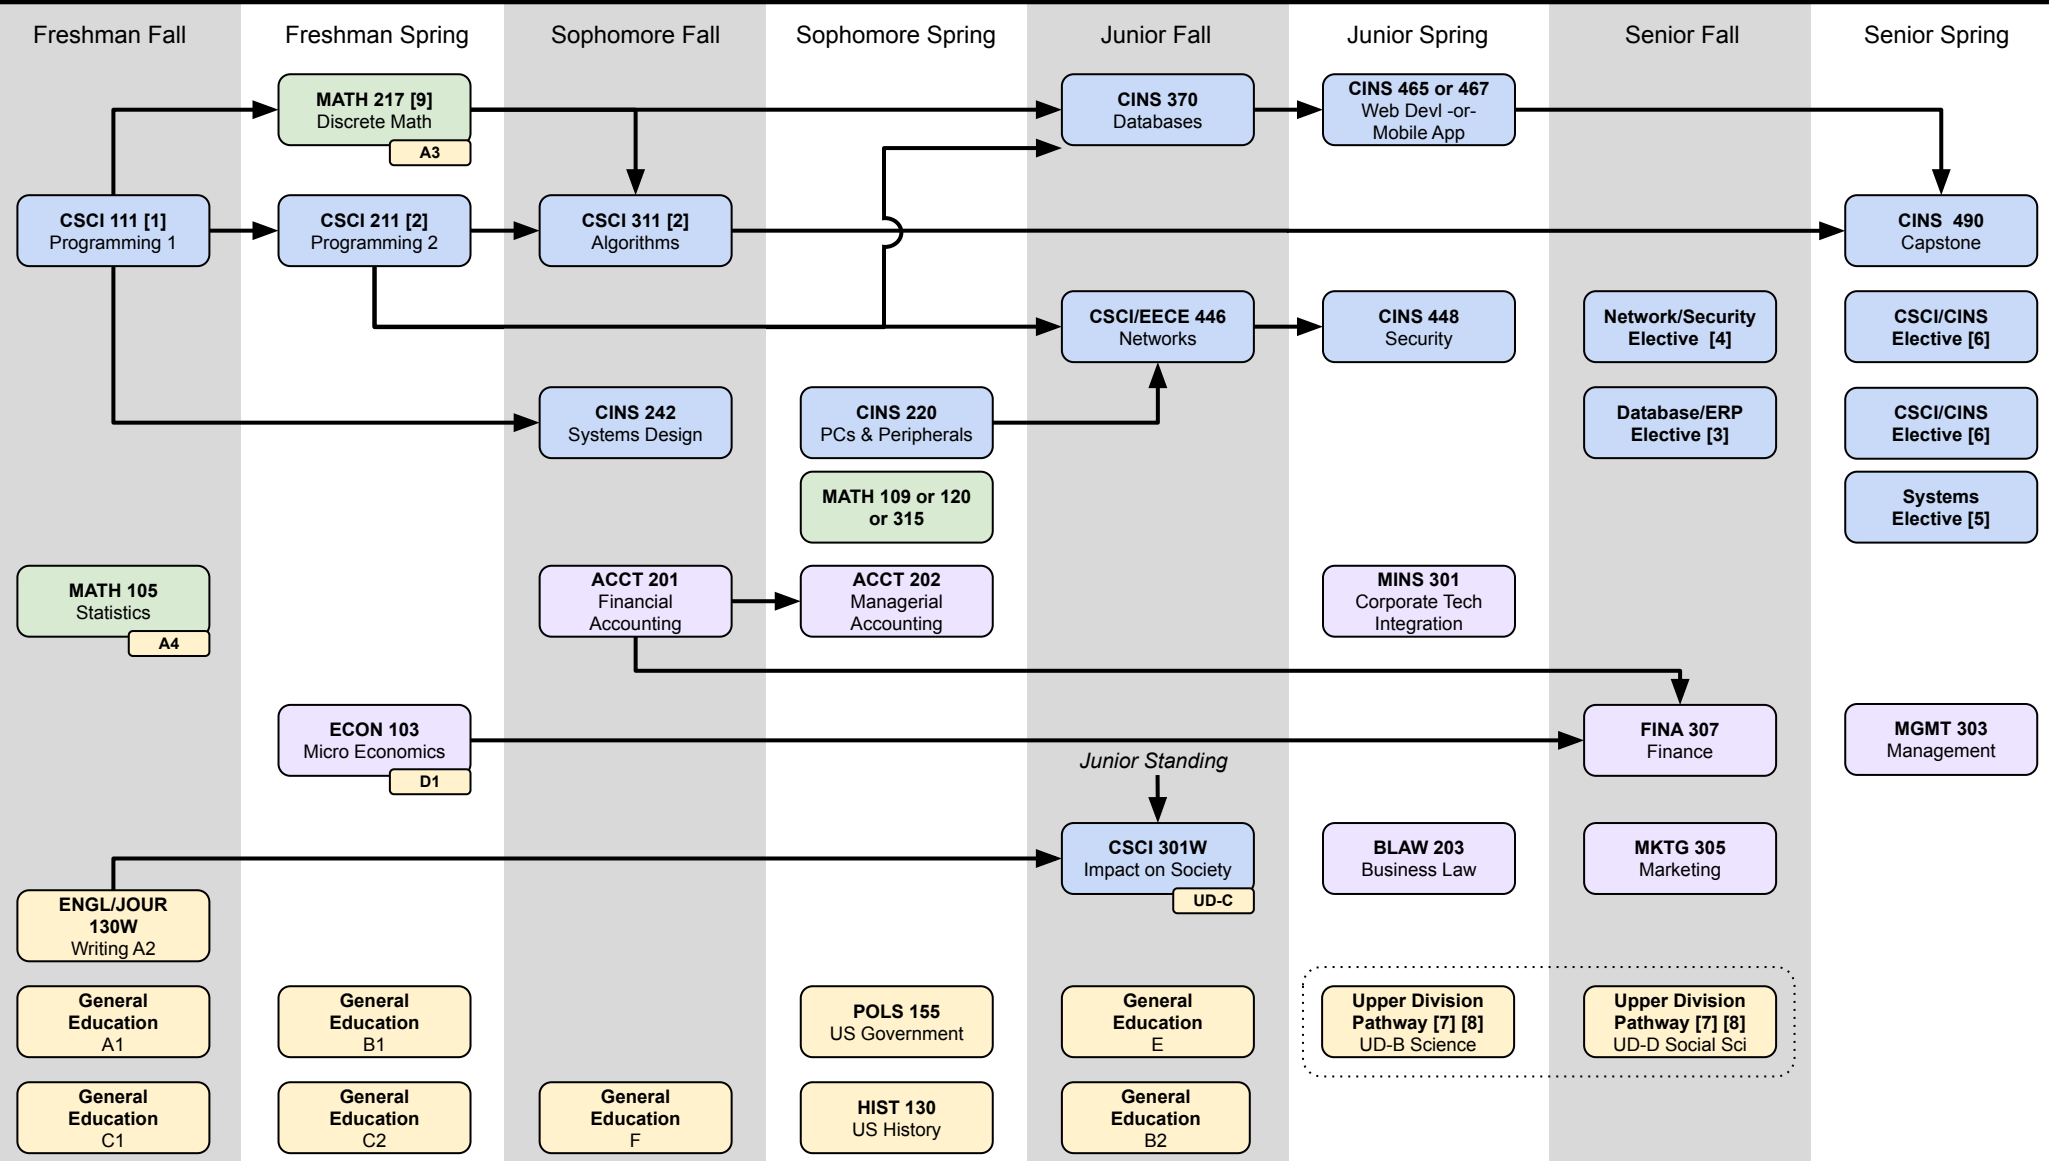 Freshman Fall
Freshman Spring
Sophomore Fall
Sophomore Spring
Junior Fall
Junior Spring
Senior Fall
Senior Spring
MATH 217 [9]
Discrete Math
A3
CINS 370
Databases
CINS 465 or 467
Web Devl -or-
Mobile App
CSCI 111 [1]
Programming 1
CSCI 211 [2]
Programming 2
CSCI 311 [2]
Algorithms
CINS 490
Capstone
CSCI/EECE 446
Networks
CINS 448
Security
Network/Security
Elective [4]
CSCI/CINS
Elective [6]
CINS 242
Systems Design
CINS 220
PCs & Peripherals
Database/ERP
Elective [3]
CSCI/CINS
Elective [6]
MATH 109 or 120
or 315
Systems
Elective [5]
MATH 105
Statistics
A4
ACCT 201
Financial
Accounting
ACCT 202
Managerial
Accounting
MINS 301
Corporate Tech
Integration
ECON 103
Micro Economics
D1
FINA 307
Finance
MGMT 303
Management
Junior Standing
CSCI 301W
Impact on Society
UD-C
BLAW 203
Business Law
MKTG 305
Marketing
ENGL/JOUR
130W
Writing A2
General
Education
A1
General
Education
B1
POLS 155
US Government
General
Education
E
Upper Division
Pathway [7] [8]
UD-B Science
Upper Division
Pathway [7] [8]
UD-D Social Sci
General
Education
C1
General
Education
C2
General
Education
F
HIST 130
US History
General
Education
B2